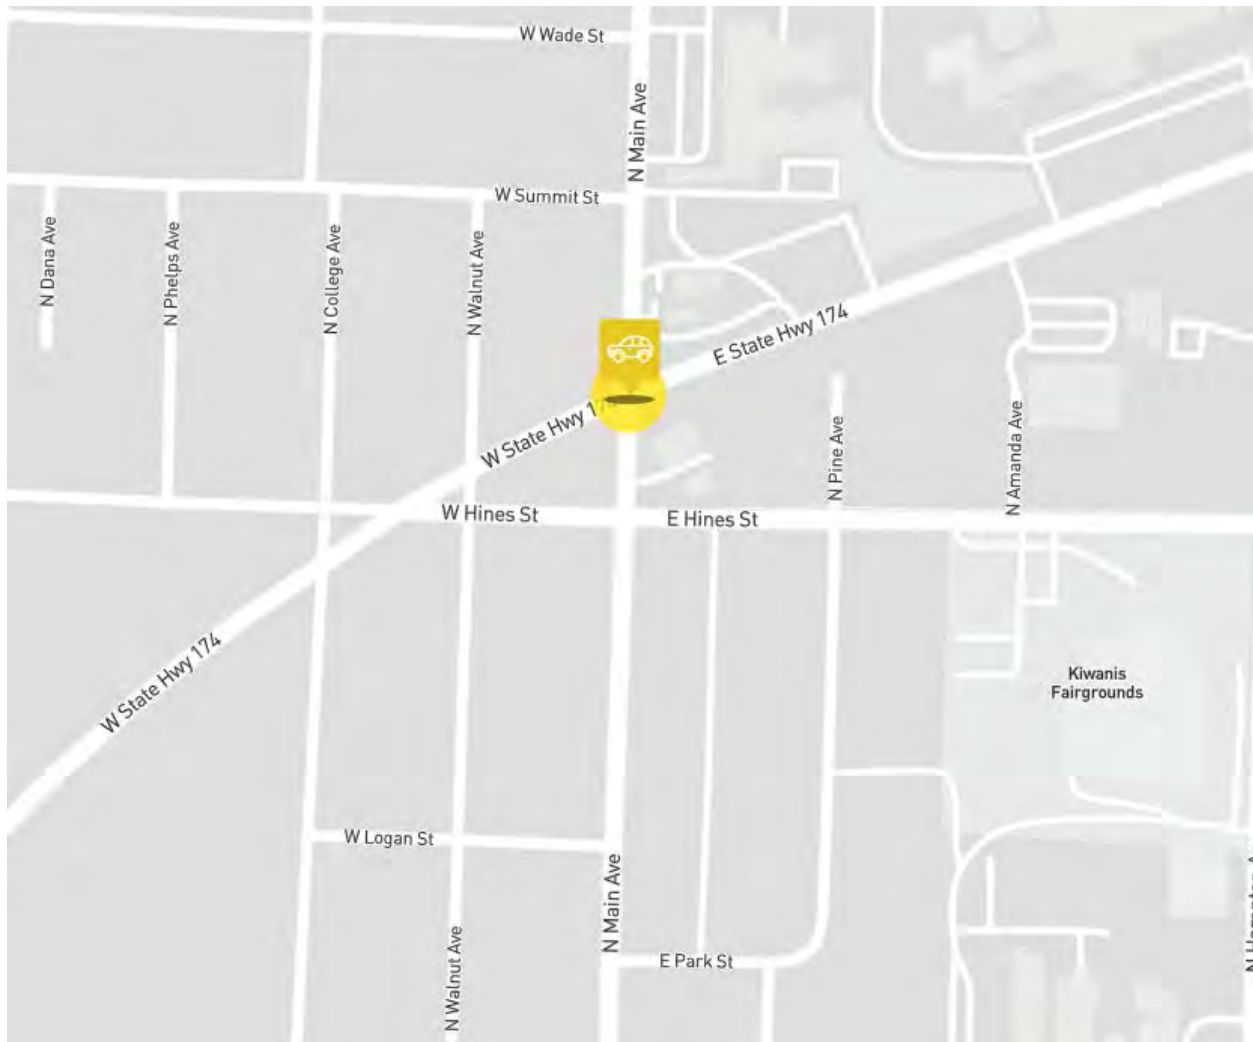 W Wade St
N Main Ave
W Summit St
N Dana Ave
N Phelps Ave
N College Ave
N Walnut Ave
E State Hwy 174
W State Hwy
N Pine Ave
N Amanda Ave
W Hines St
E Hines St
W State Hwy 174
Kiwanis
Fairgrounds
W Logan St
N Main Ave
N Walnut Ave
E Park St